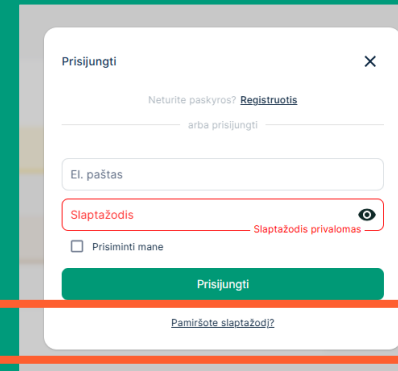 Prisijungti
Neturite paskyros? Registruotis
arba prisijungti
El. paštas
Slaptažodis
Slaptažodis privalomas
Prisiminti mane
Prisijungti
Pamiršote slaptažodį?